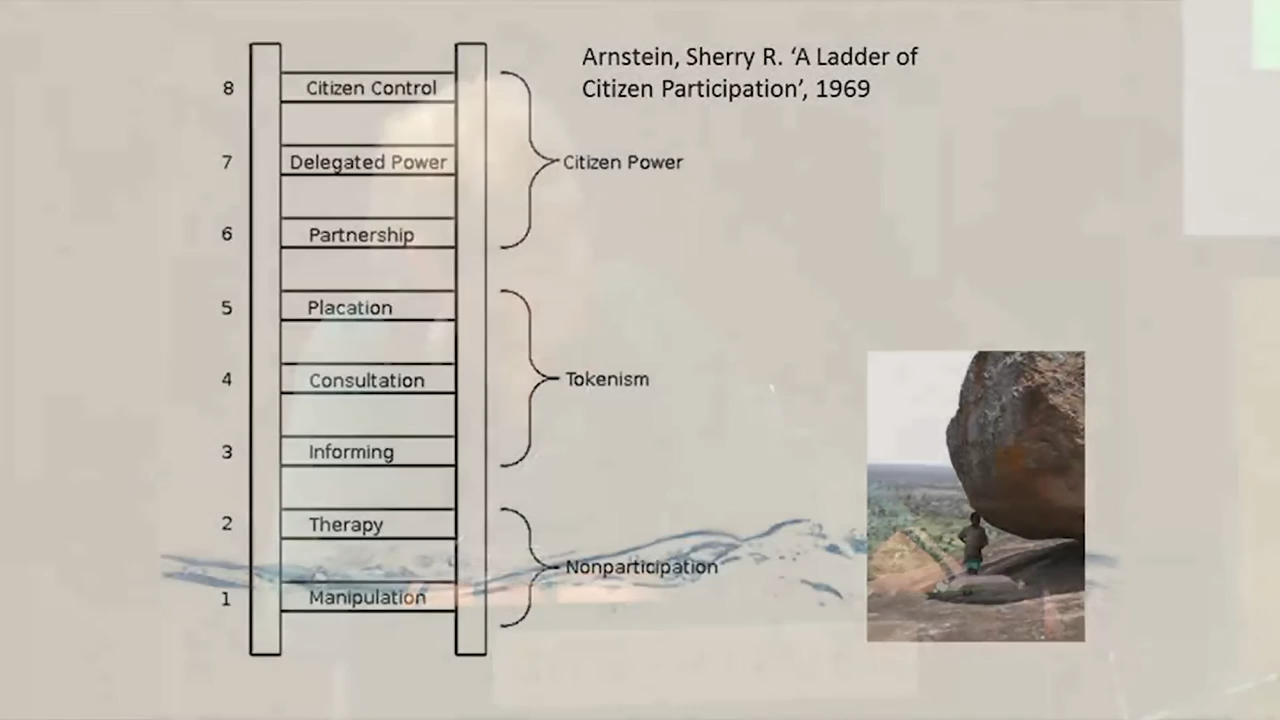 Arnstein, Sherry R. ‘A Ladder of
Citizen Participation’, 1969
8 Citizen Control
7 Delegated Power
Citizen Power
6 Partnership
5 Placation
4 Consultation
Tokenism
3 Informing
2 Therapy
Nonparticipation
1 Manipulation